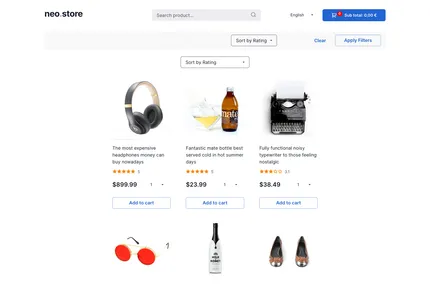 neo.store
Search product...
English
Sub total: 0,00 €
Sort by Rating
Clear
Apply Filters
Sort by Rating
mate
The most expensive
headphones money can
buy nowadays
5
$899,99
1
Add to cart
Fantastic mate bottle best
served cold in hot summer
days
5
$23,99
1
Add to cart
Fully functional noisy
typewriter to those feeling
nostalgic
3.5
$38.49
1
Add to cart